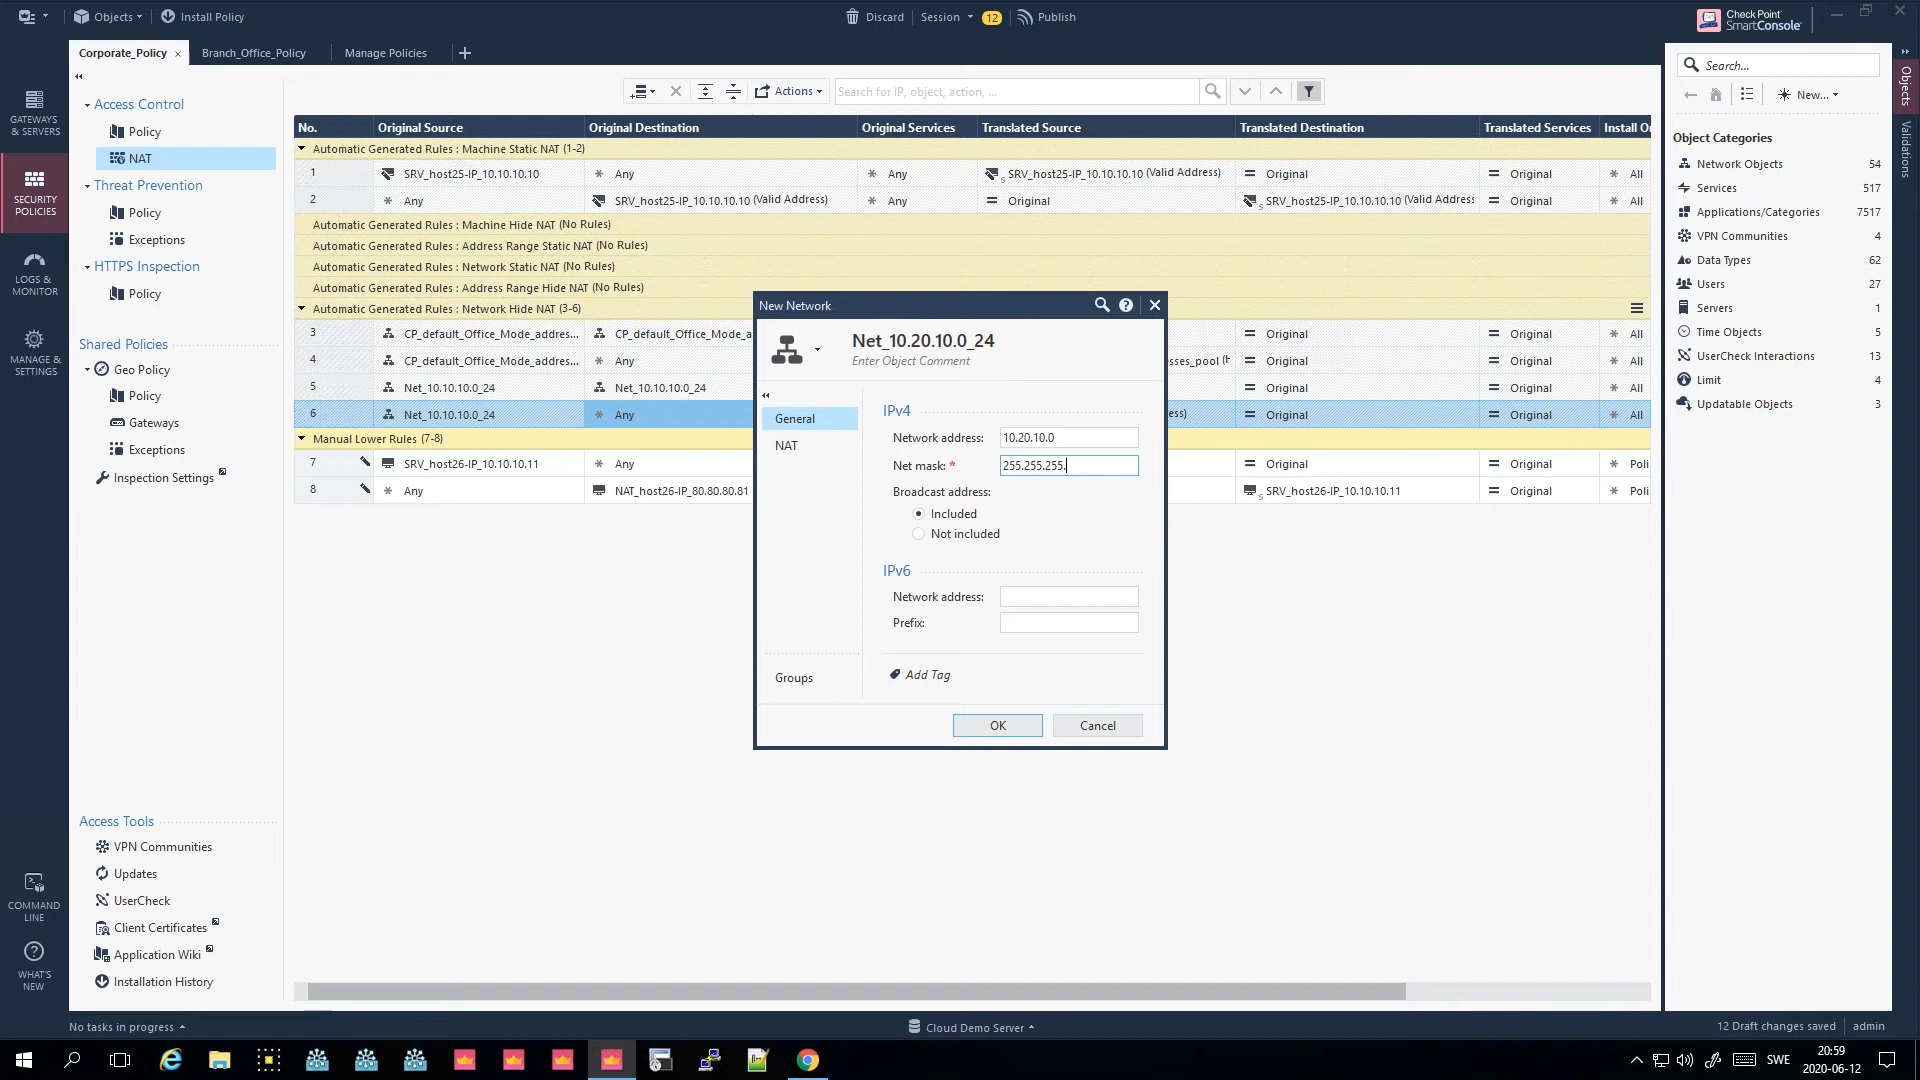 Objects
Install Policy
Discard
Session
12
Publish
Check Point
SmartConsole
Corporate_Policy
Branch_Office_Policy
Manage Policies
GATEWAYS
& SERVERS
SECURITY
POLICIES
LOGS &
MONITOR
MANAGE &
SETTINGS
COMMAND
LINE
WHAT'S
NEW
Access Control
Policy
NAT
Threat Prevention
Policy
Exceptions
HTTPS Inspection
Policy
Shared Policies
Geo Policy
Policy
Gateways
Exceptions
Inspection Settings
Access Tools
VPN Communities
Updates
UserCheck
Client Certificates
Application Wiki
Installation History
Actions
Search for IP, object, action, ...
No. Original Source Original Destination Original Services Translated Source Translated Destination Translated Services Install O
Automatic Generated Rules : Machine Static NAT (1-2)
1 SRV_host25-IP_10.10.10.10 Any Any SRV_host25-IP_10.10.10.10 (Valid Address) Original Original All
2 Any SRV_host25-IP_10.10.10.10 (Valid Address) Any Original SRV_host25-IP_10.10.10.10 (Valid Address Original All
Automatic Generated Rules : Machine Hide NAT (No Rules)
Automatic Generated Rules : Address Range Static NAT (No Rules)
Automatic Generated Rules : Network Static NAT (No Rules)
Automatic Generated Rules : Address Range Hide NAT (No Rules)
Automatic Generated Rules : Network Hide NAT (3-6)
3 CP_default_Office_Mode_addres... CP_default_Office_Mode_a Original Original All
4 CP_default_Office_Mode_addres... Any esses_pool (H Original Original All
5 Net_10.10.10.0_24 Net_10.10.10.0_24 Original Original All
6 Net_10.10.10.0_24 Any ess) Original Original All
Manual Lower Rules (7-8)
7 SRV_host26-IP_10.10.10.11 Any Original Original Poli
8 Any NAT_host26-IP_80.80.80.81 SRV_host26-IP_10.10.10.11 Original Poli
New Network
Net_10.20.10.0_24
Enter Object Comment
General
NAT
Groups
IPv4
Network address: 10.20.10.0
Net mask: * 255.255.255.
Broadcast address:
Included
Not included
IPv6
Network address:
Prefix:
Add Tag
OK
Cancel
Search...
New...
Object Categories
Network Objects 54
Services 517
Applications/Categories 7517
VPN Communities 4
Data Types 62
Users 27
Servers 1
Time Objects 5
UserCheck Interactions 13
Limit 4
Updatable Objects 3
Objects
Validations
No tasks in progress
Cloud Demo Server
12 Draft changes saved
admin
SWE
20:59
2020-06-12